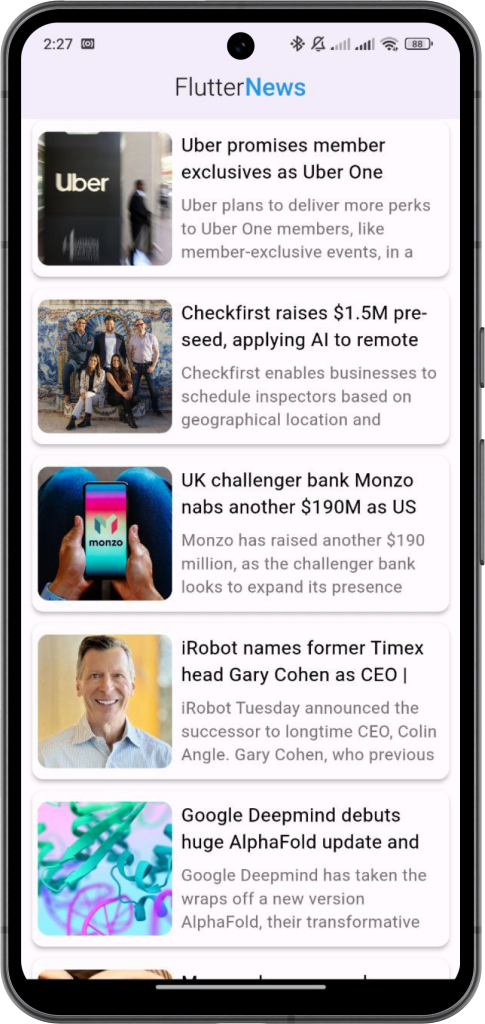 2:27
88
FlutterNews
Uber
Uber promises member
exclusives as Uber One
Uber plans to deliver more perks
to Uber One members, like
member-exclusive events, in a
Checkfirst raises $1.5M pre-
seed, applying AI to remote
Checkfirst enables businesses to
schedule inspectors based on
geographical location and
monzo
UK challenger bank Monzo
nabs another $190M as US
Monzo has raised another $190
million, as the challenger bank
looks to expand its presence
iRobot names former Timex
head Gary Cohen as CEO |
iRobot Tuesday announced the
successor to longtime CEO, Colin
Angle. Gary Cohen, who previous
Google Deepmind debuts
huge AlphaFold update and
Google Deepmind has taken the
wraps off a new version
AlphaFold, their transformative